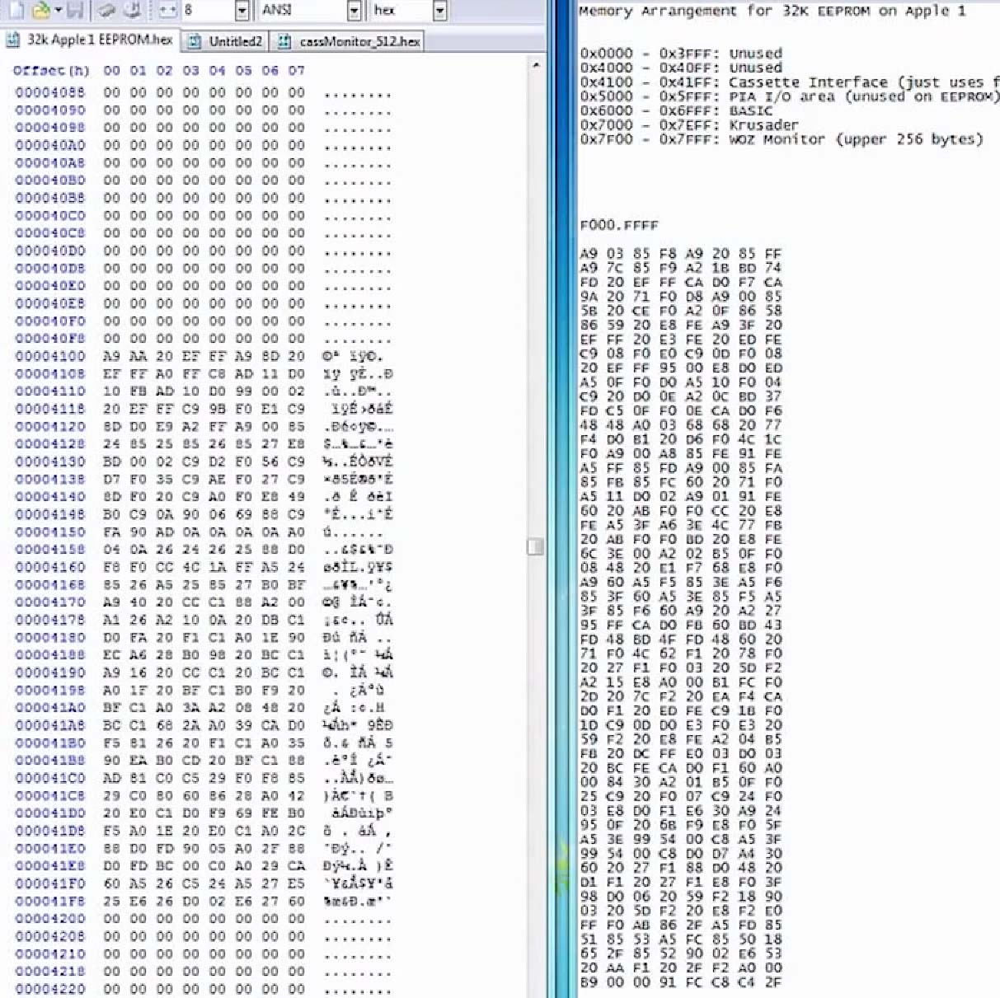 8 ANSI hex
32k Apple 1 EEPROM.hex Untitled2 cassMonitor_512.hex
Offset(h) 00 01 02 03 04 05 06 07
00004088 00 00 00 00 00 00 00 00 ........
00004090 00 00 00 00 00 00 00 00 ........
00004098 00 00 00 00 00 00 00 00 ........
000040A0 00 00 00 00 00 00 00 00 ........
000040A8 00 00 00 00 00 00 00 00 ........
000040B0 00 00 00 00 00 00 00 00 ........
000040B8 00 00 00 00 00 00 00 00 ........
000040C0 00 00 00 00 00 00 00 00 ........
000040C8 00 00 00 00 00 00 00 00 ........
000040D0 00 00 00 00 00 00 00 00 ........
000040D8 00 00 00 00 00 00 00 00 ........
000040E0 00 00 00 00 00 00 00 00 ........
000040E8 00 00 00 00 00 00 00 00 ........
000040F0 00 00 00 00 00 00 00 00 ........
000040F8 00 00 00 00 00 00 00 00 ........
00004100 A9 AA 20 EF FF A9 8D 20
00004108 EF FF A0 FF C8 AD 11 D0
00004110 10 FB AD 10 D0 99 00 02
00004118 20 EF FF C9 9B F0 E1 C9
00004120 8D D0 E9 A2 FF A9 00 85
00004128 24 85 25 85 26 85 27 E8
00004130 BD 00 02 C9 D2 F0 56 C9
00004138 D7 F0 35 C9 AE F0 27 C9
00004140 8D F0 20 C9 A0 F0 E8 49
00004148 B0 C9 0A 90 06 69 88 C9
00004150 FA 90 AD 0A 0A 0A 0A A0
00004158 04 0A 26 24 26 25 88 D0
00004160 F8 F0 CC 4C 1A FF A5 24
00004168 85 26 A5 25 85 27 B0 BF
00004170 A9 40 20 CC C1 88 A2 00
00004178 A1 26 A2 10 0A 20 DB C1
00004180 D0 FA 20 F1 C1 A0 1E 90
00004188 EC A6 28 B0 98 20 BC C1
00004190 A9 16 20 CC C1 20 BC C1
00004198 A0 1F 20 BF C1 B0 F9 20
000041A0 BF C1 A0 3A A2 08 48 20
000041A8 BC C1 68 2A A0 39 CA D0
000041B0 F5 81 26 20 F1 C1 A0 35
000041B8 90 EA B0 CD 20 BF C1 88
000041C0 AD 81 C0 C5 29 F0 F8 85
000041C8 29 C0 80 60 86 28 A0 42
000041D0 20 E0 C1 D0 F9 69 FE B0
000041D8 F5 A0 1E 20 E0 C1 A0 2C
000041E0 88 D0 FD 90 05 A0 2F 88
000041E8 D0 FD BC 00 C0 A0 29 CA
000041F0 60 A5 26 C5 24 A5 27 E5
000041F8 25 E6 26 D0 02 E6 27 60
00004200 00 00 00 00 00 00 00 00 ........
00004208 00 00 00 00 00 00 00 00 ........
00004210 00 00 00 00 00 00 00 00 ........
00004218 00 00 00 00 00 00 00 00 ........
00004220 00 00 00 00 00 00 00 00 ........
Memory Arrangement for 32K EEPROM on Apple 1
0x0000 - 0x3FFF: Unused
0x4000 - 0x40FF: Unused
0x4100 - 0x41FF: Cassette Interface (just uses f
0x5000 - 0x5FFF: PIA I/O area (unused on EEPROM)
0x6000 - 0x6FFF: BASIC
0x7000 - 0x7EFF: Krusader
0x7F00 - 0x7FFF: WOZ Monitor (upper 256 bytes)
F000.FFFF
A9 03 85 F8 A9 20 85 FF
A9 7C 85 F9 A2 1B BD 74
FD 20 EF FF CA D0 F7 CA
9A 20 71 F0 D8 A9 00 85
5B 20 CE F0 A2 0F 86 58
86 59 20 E8 FE A9 3F 20
EF FF 20 E3 FE 20 ED FE
C9 08 F0 E0 C9 0D F0 08
20 EF FF 95 00 E8 D0 ED
A5 0F F0 D0 A5 10 F0 04
C9 20 D0 0E A2 0C BD 37
FD C5 0F F0 0E CA D0 F6
48 48 A0 03 68 68 20 77
F4 D0 B1 20 D6 F0 4C 1C
F0 A9 00 A8 85 FE 91 FE
A5 FF 85 FD A9 00 85 FA
85 FB 85 FC 60 20 71 F0
A5 11 D0 02 A9 01 91 FE
60 20 AB F0 F0 CC 20 E8
FE A5 3F A6 3E 4C 77 FB
20 AB F0 F0 BD 20 E8 FE
6C 3E 00 A2 02 B5 0F F0
08 48 20 E1 F7 68 E8 F0
A9 60 A5 F5 85 3E A5 F6
85 3F 60 A5 3E 85 F5 A5
3F 85 F6 60 A9 20 A2 27
95 FF CA D0 FB 60 BD 43
FD 48 BD 4F FD 48 60 20
71 F0 4C 62 F1 20 78 F0
20 27 F1 F0 03 20 5D F2
A2 15 E8 A0 00 B1 FC F0
2D 20 7C F2 20 EA F4 CA
D0 F1 20 ED FE C9 1B F0
1D C9 0D D0 E3 F0 E3 20
59 F2 20 E8 FE A2 04 B5
FB 20 DC FF E0 03 D0 03
20 BC FE CA D0 F1 60 A0
00 84 30 A2 01 B5 0F F0
25 C9 20 F0 07 C9 24 F0
03 E8 D0 F1 E6 30 A9 24
95 0F 20 6B F9 E8 F0 5F
A5 3E 99 54 00 C8 A5 3F
99 54 00 C8 D0 D7 A4 30
60 20 27 F1 88 D0 48 20
D1 F1 20 27 F1 E8 F0 3F
98 D0 06 20 59 F2 18 90
03 20 5D F2 20 E8 F2 E0
FF F0 AB 86 2F A5 FD 85
51 85 53 A5 FC 85 50 18
65 2F 85 52 90 02 E6 53
20 AA F1 20 2F F2 A0 00
B9 00 00 91 FC C8 C4 2F